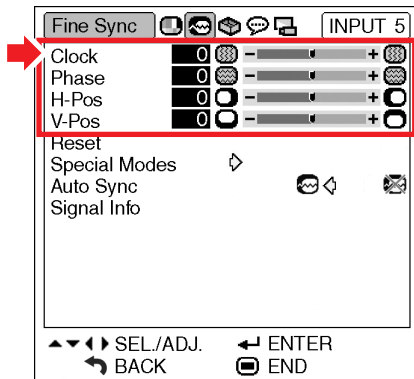 Fine Sync INPUT 5
Clock 0 - +
Phase 0 - +
H-Pos 0 - +
V-Pos 0 - +
Reset
Special Modes
Auto Sync
Signal Info
SEL./ADJ. ENTER
BACK END